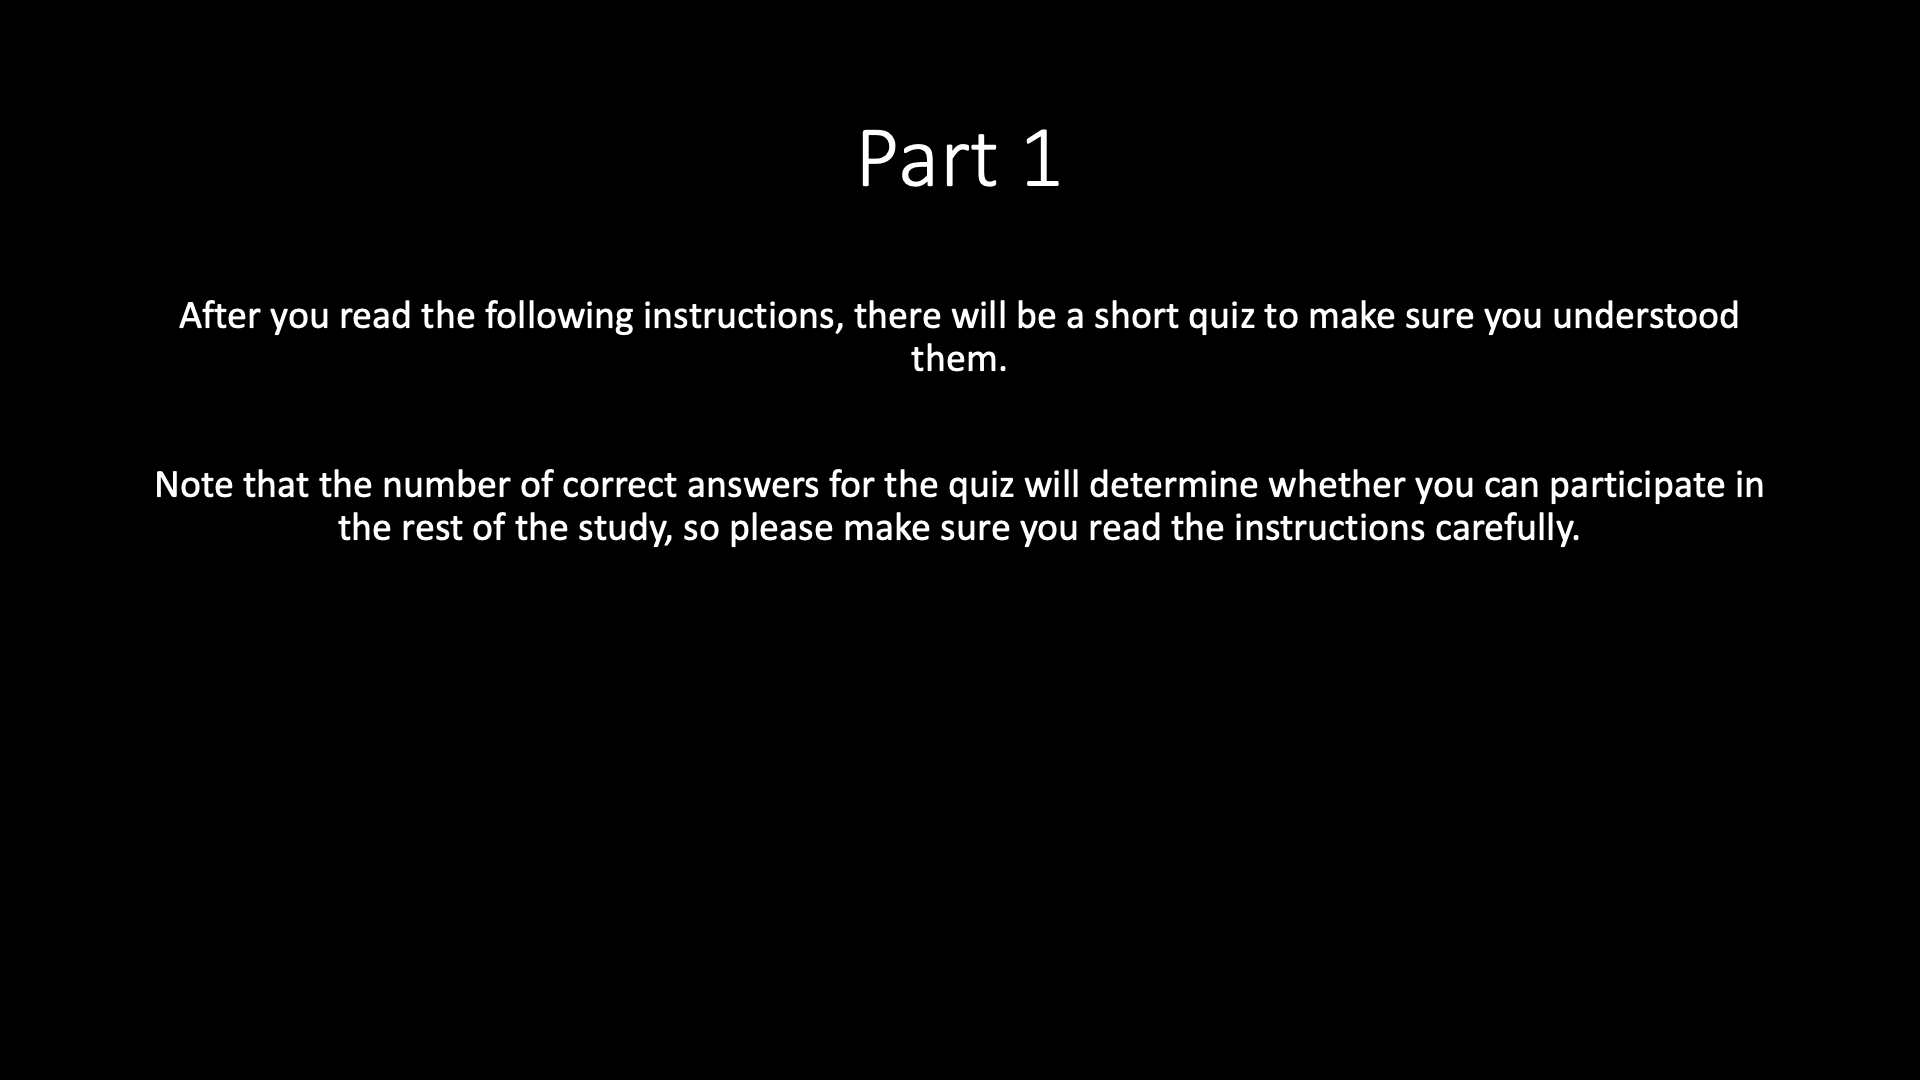 Part 1
After you read the following instructions, there will be a short quiz to make sure you understood
them.
Note that the number of correct answers for the quiz will determine whether you can participate in
the rest of the study, so please make sure you read the instructions carefully.